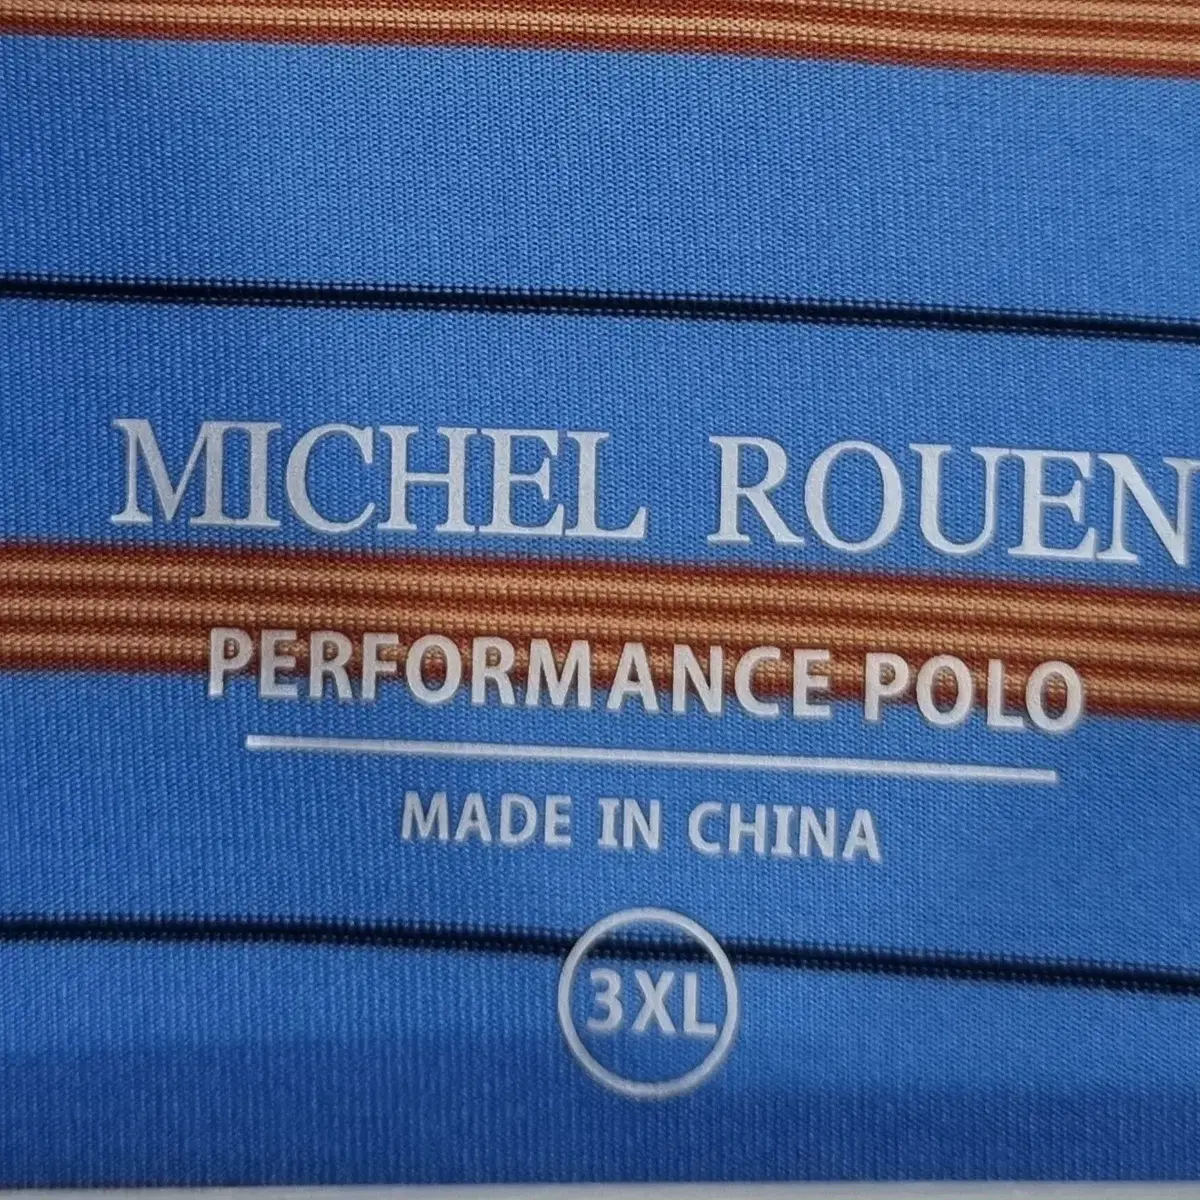 MICHEL ROUEN
PERFORMANCE POLO
MADE IN CHINA
3XL